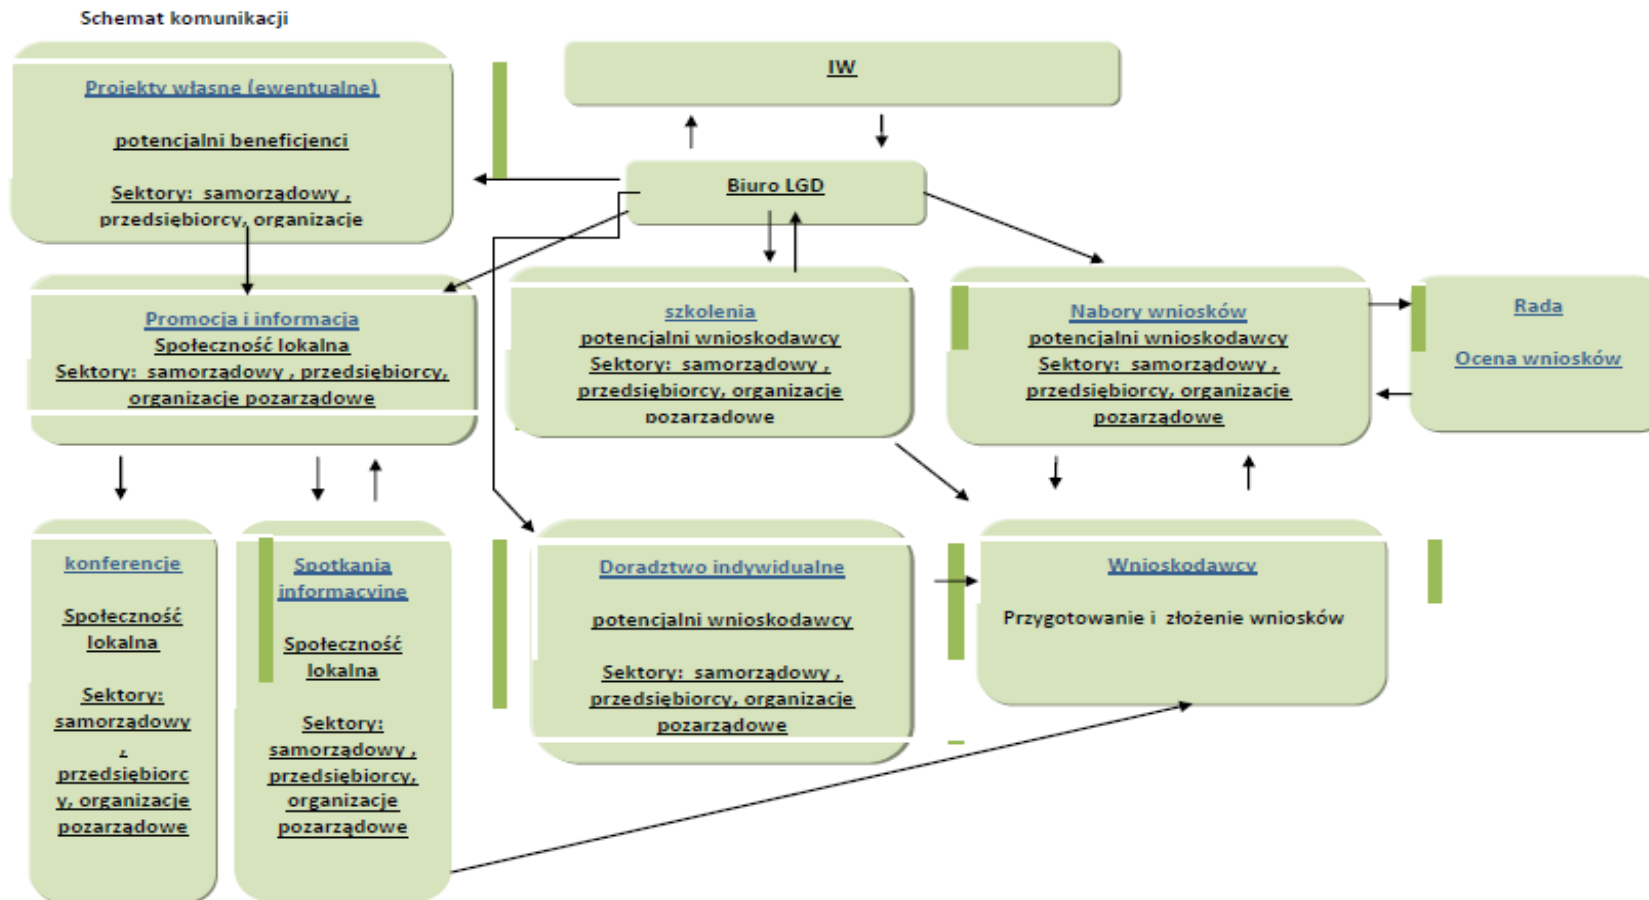 Schemat komunikacji
Projekty własne (ewentualne)
potencjalni beneficjenci
Sektory: samorządowy ,
przedsiębiorcy, organizacje
IW
Biuro LGD
Promocja i informacja
Społeczność lokalna
Sektory: samorządowy , przedsiębiorcy,
organizacje pozarządowe
szkolenia
potencjalni wnioskodawcy
Sektory: samorządowy ,
przedsiębiorcy, organizacje
pozarządowe
Nabory wniosków
potencjalni wnioskodawcy
Sektory: samorządowy ,
przedsiębiorcy, organizacje
pozarządowe
Rada
Ocena wniosków
konferencje
Społeczność
lokalna
Sektory:
samorządowy
,
przedsiębiorc
y, organizacje
pozarządowe
Spotkania
informacyjne
Społeczność
lokalna
Sektory:
samorządowy ,
przedsiębiorcy,
organizacje
pozarządowe
Doradztwo indywidualne
potencjalni wnioskodawcy
Sektory: samorządowy ,
przedsiębiorcy, organizacje
pozarządowe
Wnioskodawcy
Przygotowanie i złożenie wniosków